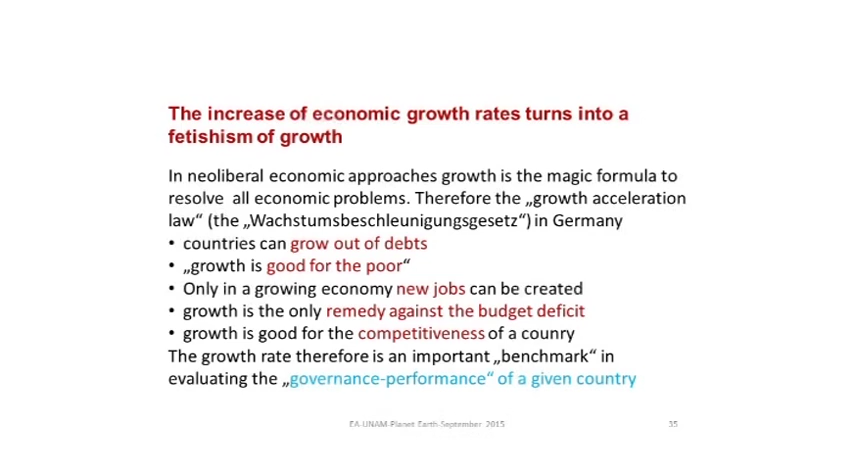 The increase of economic growth rates turns into a
fetishism of growth
In neoliberal economic approaches growth is the magic formula to
resolve all economic problems. Therefore the „growth acceleration
law“ (the „Wachstumsbeschleunigungsgesetz“) in Germany
• countries can grow out of debts
• „growth is good for the poor“
• Only in a growing economy new jobs can be created
• growth is the only remedy against the budget deficit
• growth is good for the competitiveness of a counry
The growth rate therefore is an important „benchmark“ in
evaluating the „governance-performance“ of a given country
EA-UNAM-Planet Earth-September 2015 35